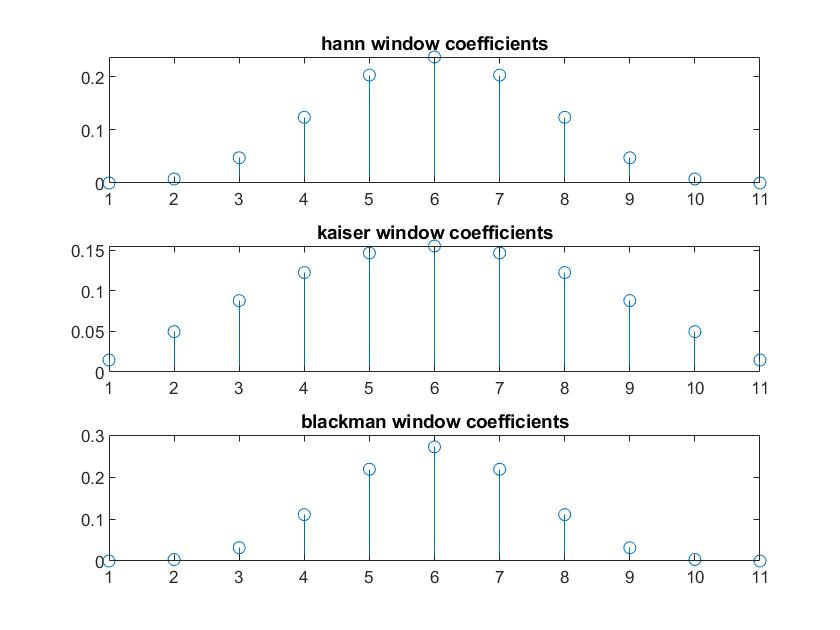 hann window coefficients
0.2
0.1
0
1 2 3 4 5 6 7 8 9 10 11
kaiser window coefficients
0.15
0.1
0.05
0
1 2 3 4 5 6 7 8 9 10 11
blackman window coefficients
0.3
0.2
0.1
0
1 2 3 4 5 6 7 8 9 10 11